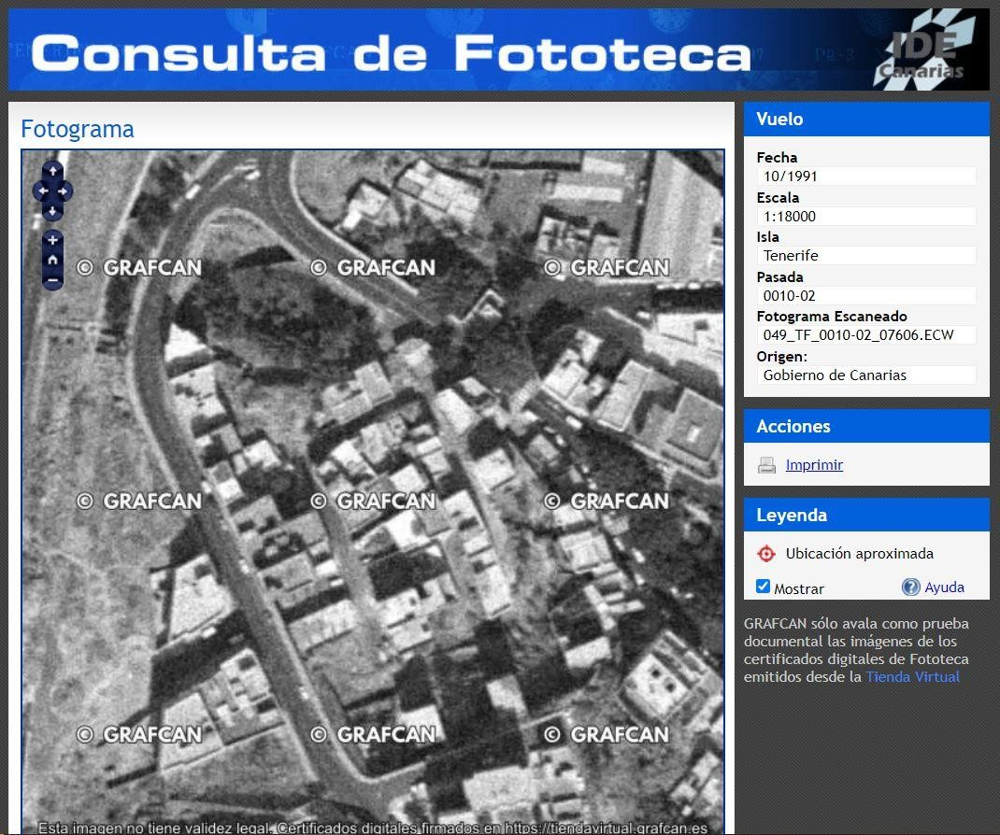 Consulta de Fototeca
IDE
Canarias
Fotograma
© GRAFCAN © GRAFCAN © GRAFCAN
© GRAFCAN © GRAFCAN © GRAFCAN
© GRAFCAN © GRAFCAN © GRAFCAN
Esta imagen no tiene validez legal. Certificados digitales firmados en https://tiendavirtual.grafcan.es
Vuelo
Fecha
10/1991
Escala
1:18000
Isla
Tenerife
Pasada
0010-02
Fotograma Escaneado
049_TF_0010-02_07606.ECW
Origen:
Gobierno de Canarias
Acciones
Imprimir
Leyenda
Ubicación aproximada
Mostrar
Ayuda
GRAFCAN sólo avala como prueba
documental las imágenes de los
certificados digitales de Fototeca
emitidos desde la Tienda Virtual